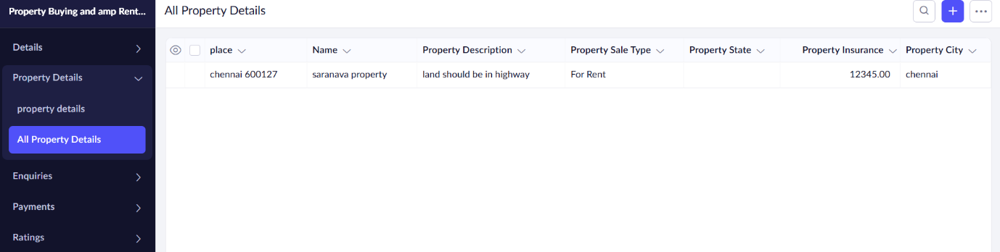 Property Buying and amp Rent...
All Property Details
Details
Property Details
property details
All Property Details
Enquiries
Payments
Ratings
place Name Property Description Property Sale Type Property State Property Insurance Property City
chennai 600127 saranava property land should be in highway For Rent 12345.00 chennai